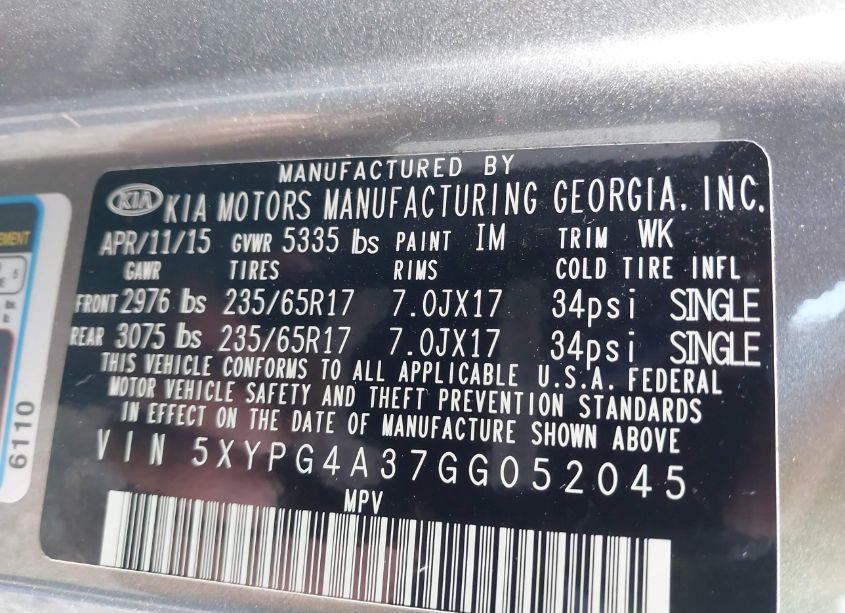 MANUFACTURED BY
KIA KIA MOTORS MANUFACTURING GEORGIA, INC.
APR/11/15 GVWR 5335 lbs PAINT IM TRIM WK
GAWR TIRES RIMS COLD TIRE INFL
FRONT 2976 lbs 235/65R17 7.0JX17 34psi SINGLE
REAR 3075 lbs 235/65R17 7.0JX17 34psi SINGLE
THIS VEHICLE CONFORMS TO ALL APPLICABLE U.S.A. FEDERAL
MOTOR VEHICLE SAFETY AND THEFT PREVENTION STANDARDS
IN EFFECT ON THE DATE OF MANUFACTURE SHOWN ABOVE
VIN 5XYPG4A37GG052045
MPV
6110